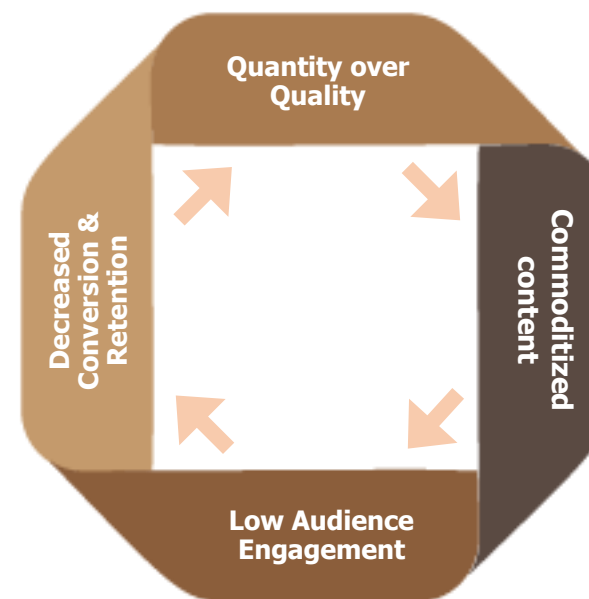 Quantity over
Quality
Commoditized
content
Low Audience
Engagement
Decreased
Conversion &
Retention